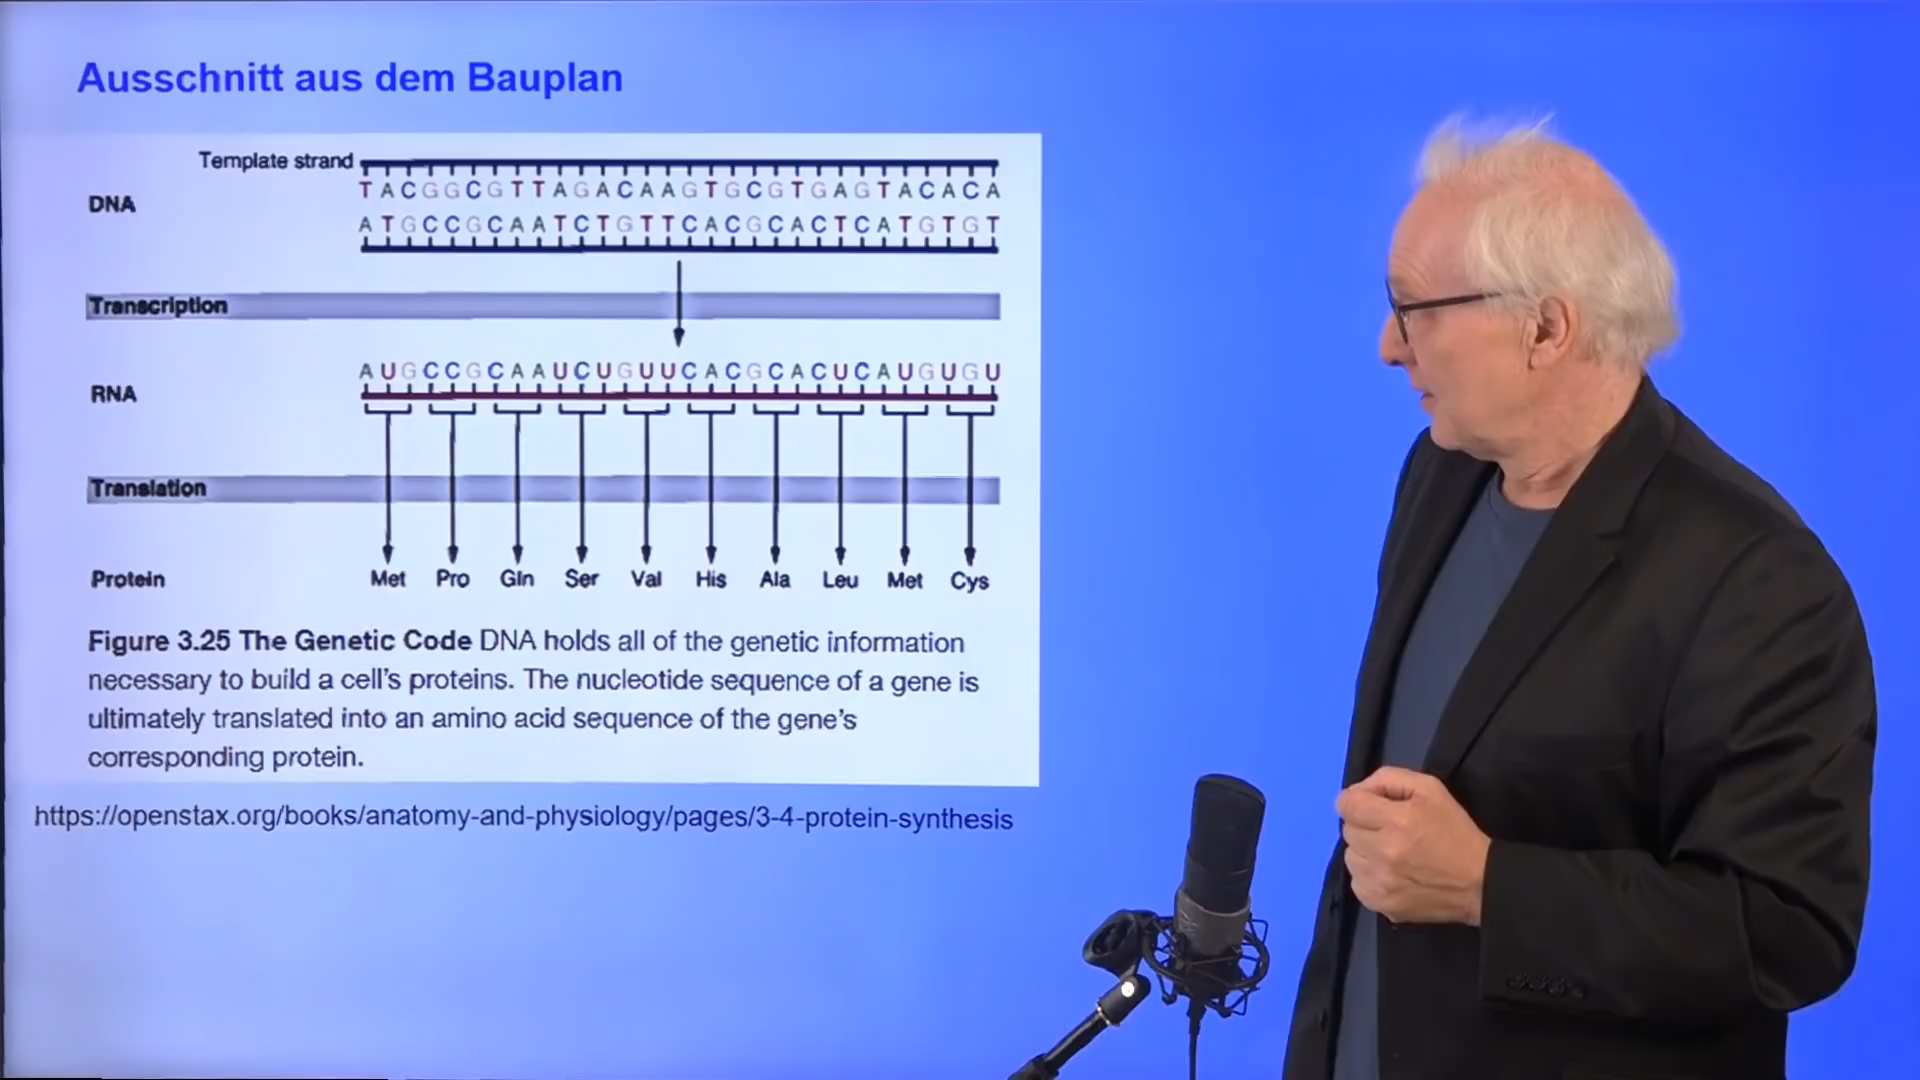 Ausschnitt aus dem Bauplan
Template strand
DNA
T A C G G C G T T A G A C A A G T G C G T G A G T A C A C A
A T G C C G C A A T C T G T T C A C G C A C T C A T G T G T
Transcription
RNA
A U G C C G C A A U C U G U U C A C G C A C U C A U G U G U
Translation
Protein Met Pro Gln Ser Val His Ala Leu Met Cys
Figure 3.25 The Genetic Code DNA holds all of the genetic information
necessary to build a cell's proteins. The nucleotide sequence of a gene is
ultimately translated into an amino acid sequence of the gene's
corresponding protein.
https://openstax.org/books/anatomy-and-physiology/pages/3-4-protein-synthesis